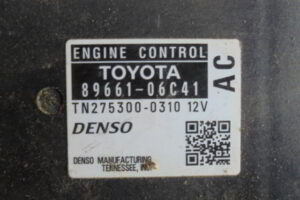 ENGINE CONTROL
TOYOTA
89661-06C41
TN275300-0310 12V
DENSO
AC
DENSO MANUFACTURING
TENNESSEE, INC.